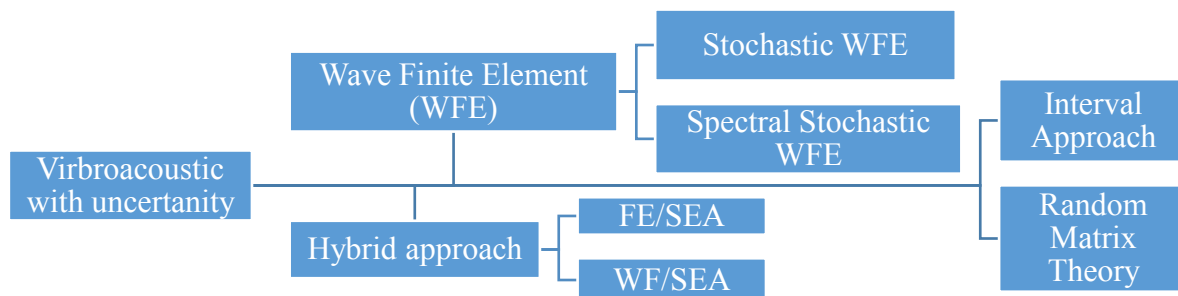 Virbroacoustic
with uncertanity
Wave Finite Element
(WFE)
Stochastic WFE
Spectral Stochastic
WFE
Hybrid approach
FE/SEA
WF/SEA
Interval
Approach
Random
Matrix
Theory